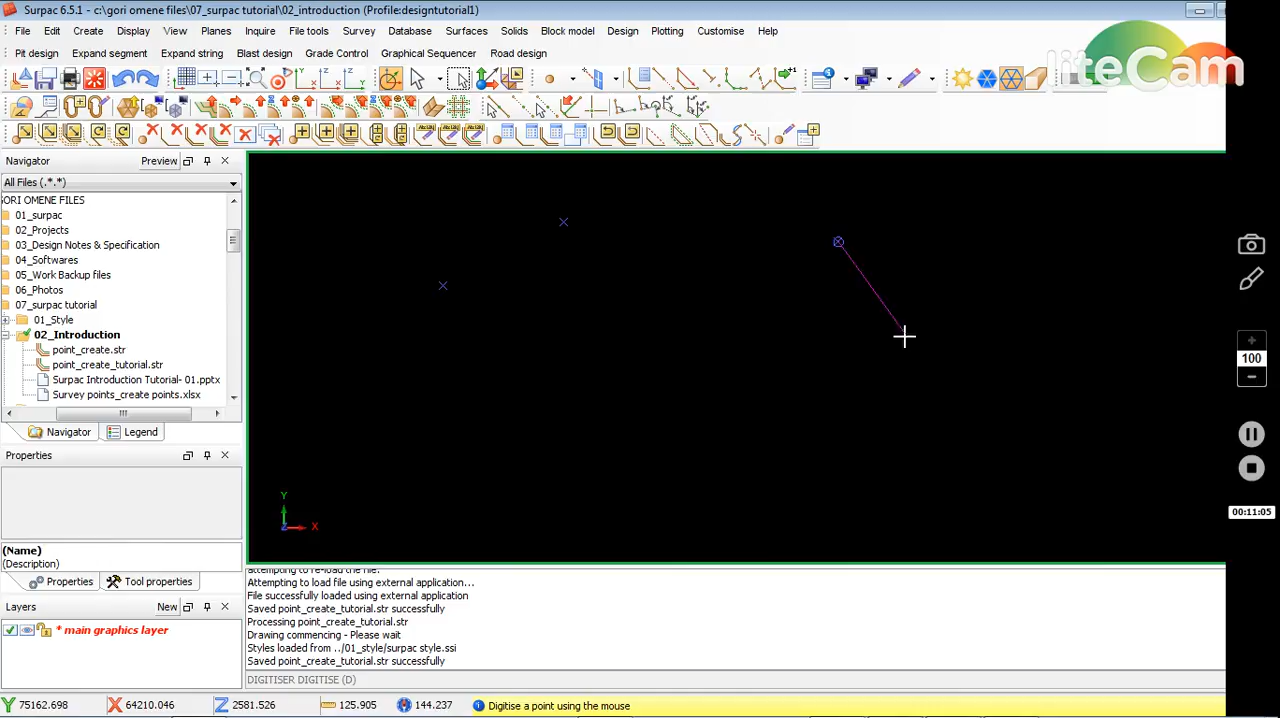 Surpac 6.5.1 - c:\gori omene files\07_surpac tutorial\02_introduction (Profile:designtutorial1)
File Edit Create Display View Planes Inquire File tools Survey Database Surfaces Solids Block model Design Plotting Customise Help
Pit design Expand segment Expand string Blast design Grade Control Graphical Sequencer Road design
liteCam
Navigator Preview
All Files (*.*)
GORI OMENE FILES
01_surpac
02_Projects
03_Design Notes & Specification
04_Softwares
05_Work Backup files
06_Photos
07_surpac tutorial
01_Style
02_Introduction
point_create.str
point_create_tutorial.str
Surpac Introduction Tutorial- 01.pptx
Survey points_create points.xlsx
Navigator Legend
Properties
(Name)
(Description)
Properties Tool properties
Layers New
* main graphics layer
Y
Z X
100
00:11:05
attempting to re-load the file.
Attempting to load file using external application...
File successfully loaded using external application
Saved point_create_tutorial.str successfully
Processing point_create_tutorial.str
Drawing commencing - Please wait
Styles loaded from ../01_style/surpac style.ssi
Saved point_create_tutorial.str successfully
DIGITISER DIGITISE (D)
Y 75162.698 X 64210.046 Z 2581.526 125.905 144.237 Digitise a point using the mouse